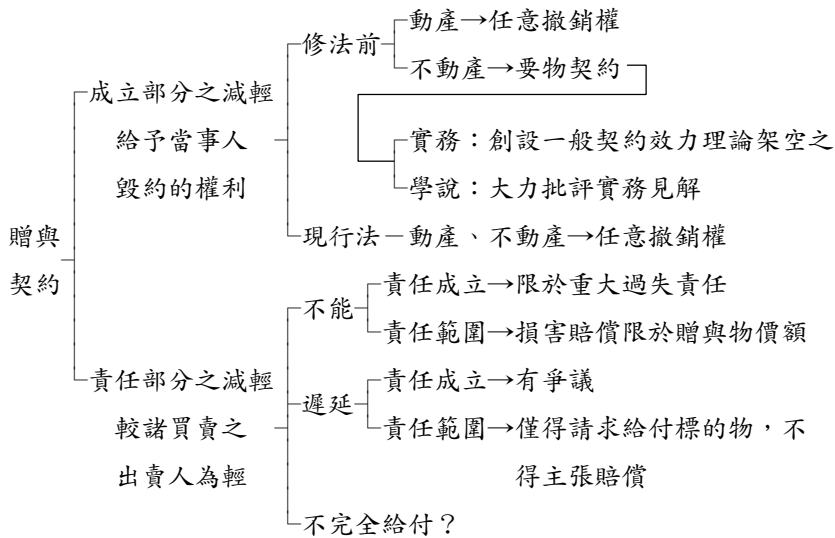 動產→任意撤銷權
修法前
不動產→要物契約
成立部分之減輕
給予當事人
實務：創設一般契約效力理論架空之
毀約的權利
學說：大力批評實務見解
贈與
現行法－動產、不動產→任意撤銷權
契約
責任成立→限於重大過失責任
不能
責任範圍→損害賠償限於贈與物價額
責任部分之減輕
責任成立→有爭議
遲延
較諸買賣之
責任範圍→僅得請求給付標的物，不
出賣人為輕
得主張賠償
不完全給付？